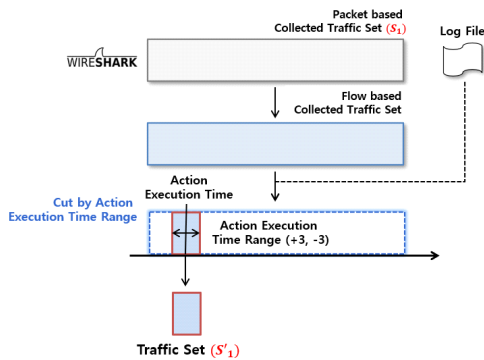 Packet based
Collected Traffic Set (S₁)
Log File
WIRESHARK
Flow based
Collected Traffic Set
Action
Execution Time
Cut by Action
Execution Time Range
Action Execution
Time Range (+3, -3)
Traffic Set (S'₁)